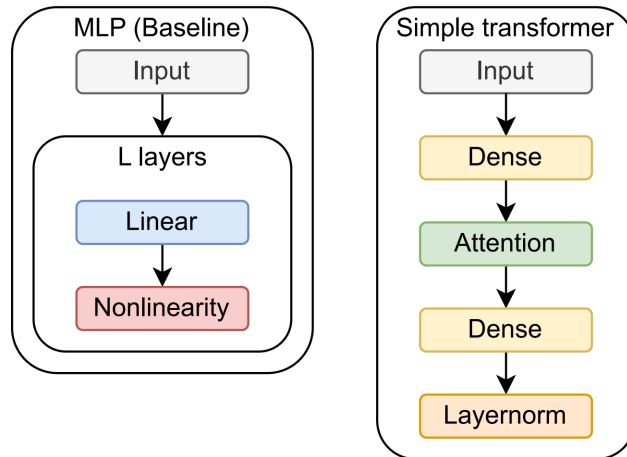 MLP (Baseline)
Input
L layers
Linear
Nonlinearity
Simple transformer
Input
Dense
Attention
Dense
Layernorm